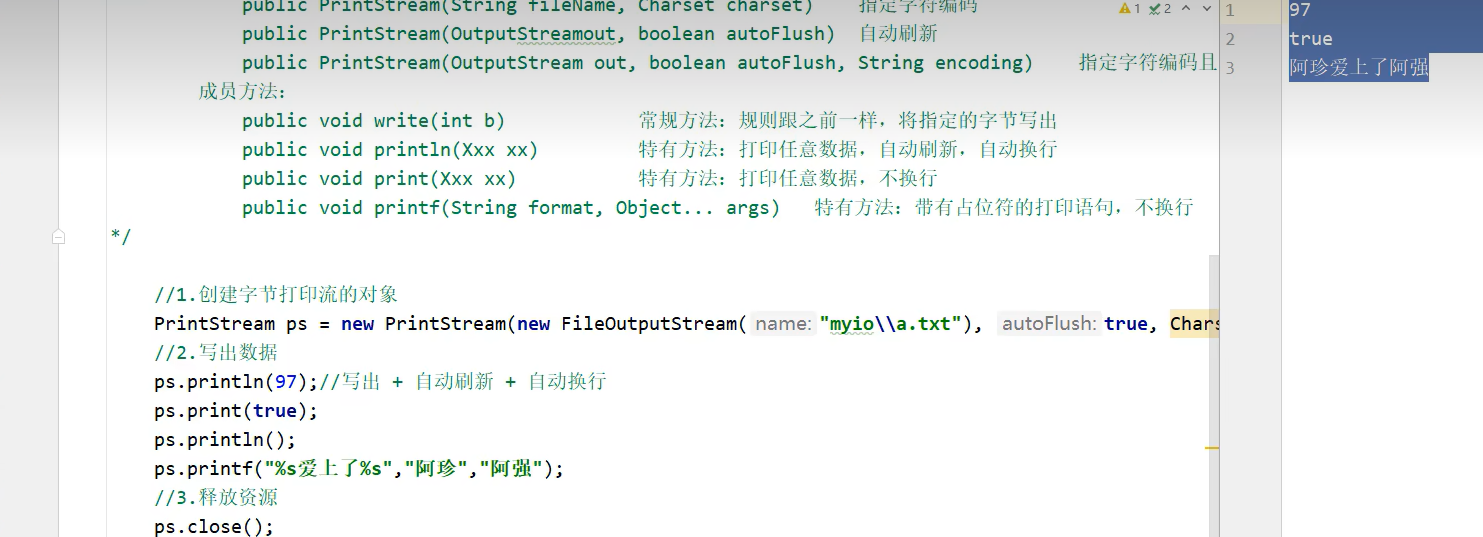 public PrintStream(String fileName, Charset charset) 指定字符编码
public PrintStream(OutputStreamout, boolean autoFlush) 自动刷新
public PrintStream(OutputStream out, boolean autoFlush, String encoding) 指定字符编码且
成员方法:
public void write(int b) 常规方法:规则跟之前一样,将指定的字节写出
public void println(Xxx xx) 特有方法:打印任意数据,自动刷新,自动换行
public void print(Xxx xx) 特有方法:打印任意数据,不换行
public void printf(String format, Object... args) 特有方法:带有占位符的打印语句,不换行
*/
//1.创建字节打印流的对象
PrintStream ps = new PrintStream(new FileOutputStream( name: "myio\\a.txt"), autoFlush: true, Chars
//2.写出数据
ps.println(97);//写出 + 自动刷新 + 自动换行
ps.print(true);
ps.println();
ps.printf("%s爱上了%s","阿珍","阿强");
//3.释放资源
ps.close();
1 2
1 97
2 true
3 阿珍爱上了阿强